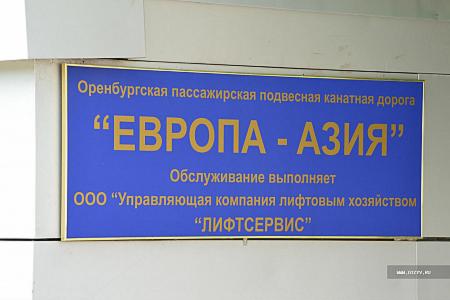 Оренбургская пассажирская подвесная канатная дорога
“ЕВРОПА - АЗИЯ”
Обслуживание выполняет
ООО “Управляющая компания лифтовым хозяйством
“ЛИФТСЕРВИС”